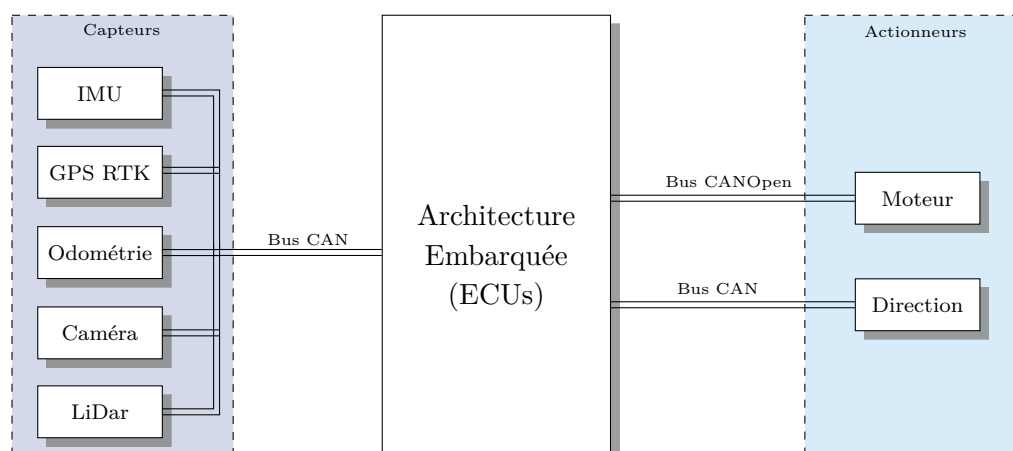 Capteurs
IMU
GPS RTK
Odométrie
Caméra
LiDar
Bus CAN
Architecture
Embarquée
(ECUs)
Bus CANOpen
Bus CAN
Actionneurs
Moteur
Direction